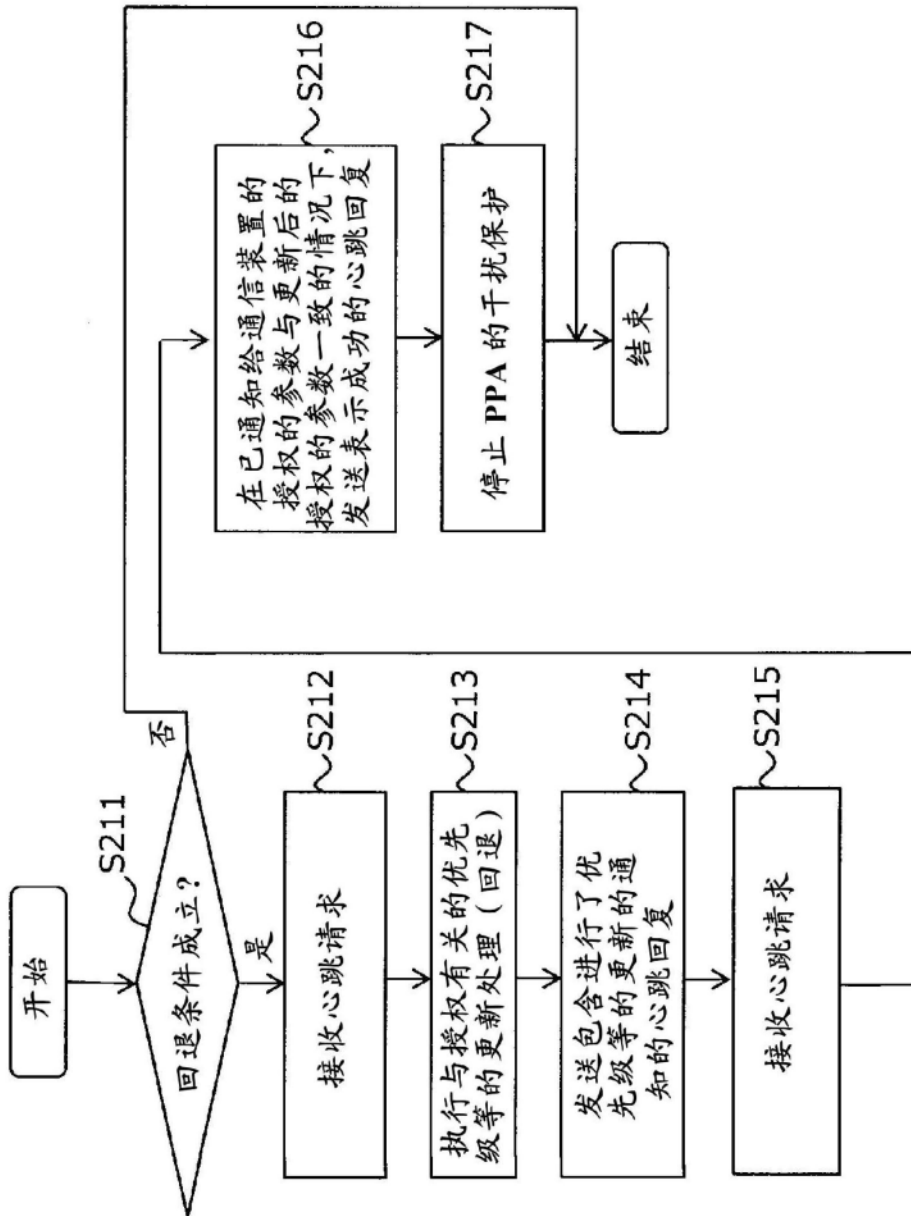 开始
S211
回退条件成立?
否
是
S212
接收心跳请求
S213
执行与授权有关的优先
级等的更新处理(回退)
S214
发送包含进行了优
先级等的更新的通
知的心跳回复
S215
接收心跳请求
S216
在已通知给通信装置的
授权的参数与更新后的
授权的参数一致的情况下,
发送表示成功的心跳回复
S217
停止 PPA 的干扰保护
结束